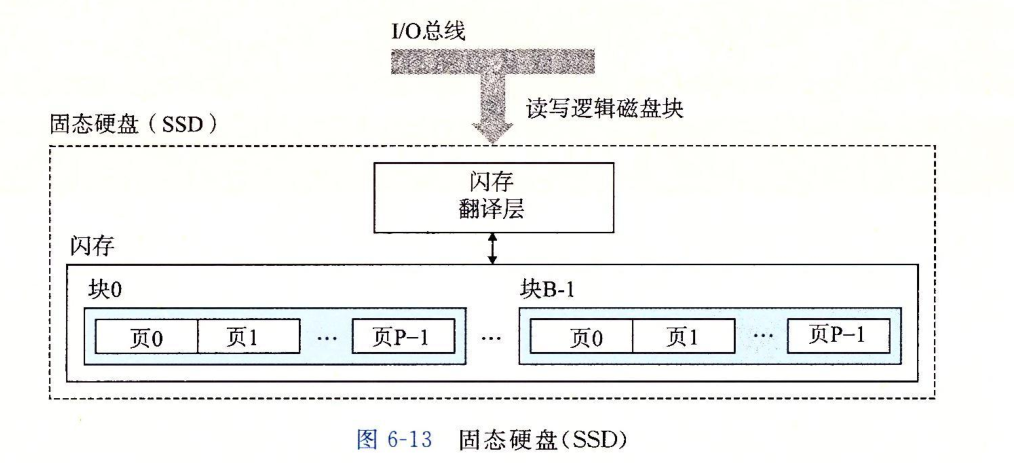 I/O总线
读写逻辑磁盘块
固态硬盘（SSD）
闪存
翻译层
闪存
块0
块B-1
页0 页1 … 页P-1 … 页0 页1 … 页P-1
图 6-13 固态硬盘(SSD)